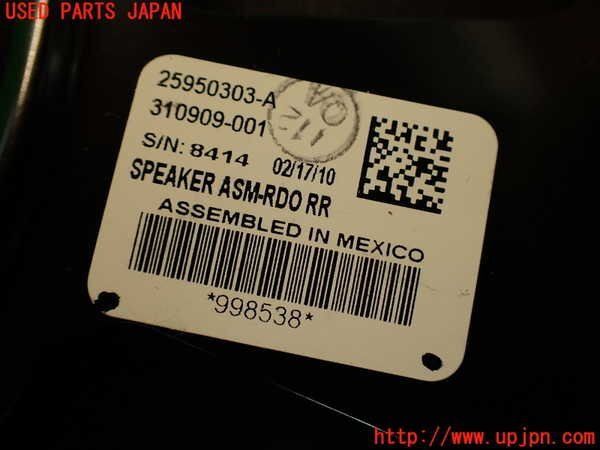 USED PARTS JAPAN
25950303-A
310909-001
S/N: 8414 02/17/10
SPEAKER ASM-RDO RR
ASSEMBLED IN MEXICO
*998538*
http://www.upjpn.com/